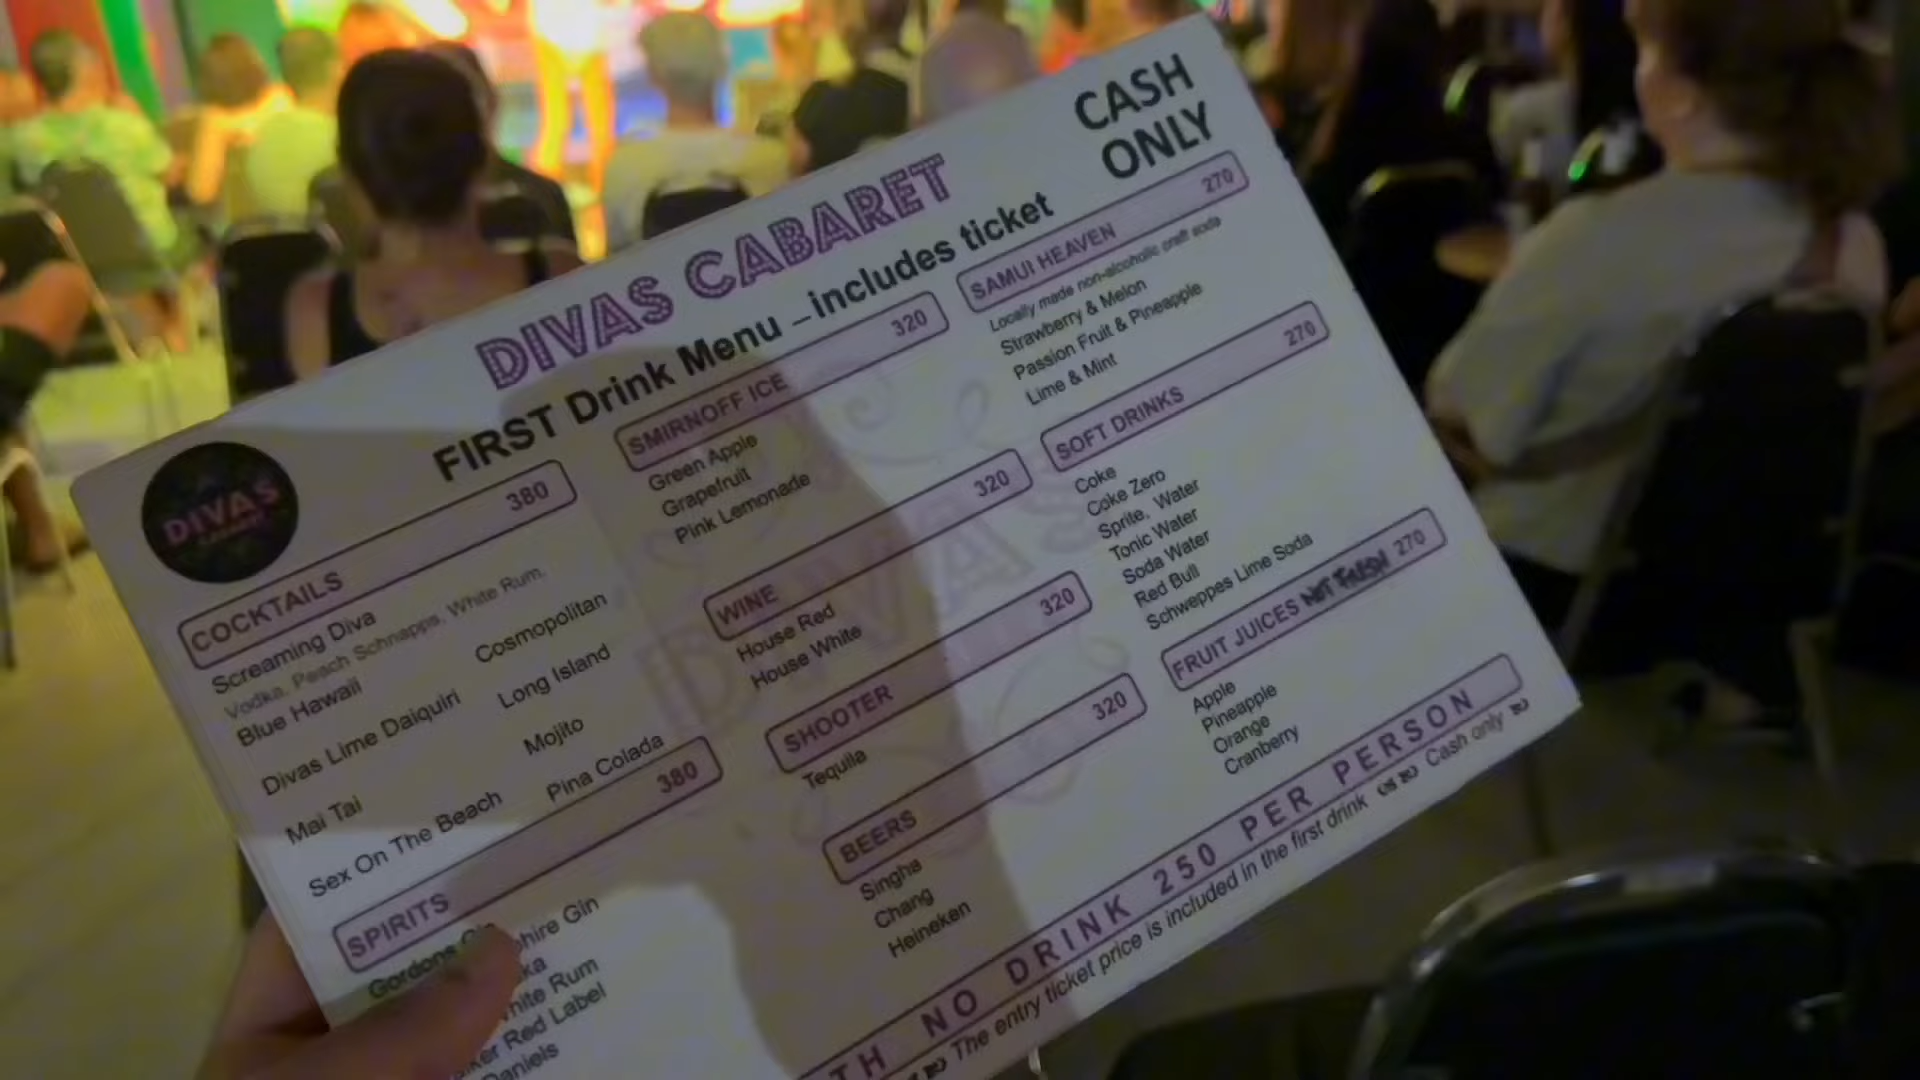 CASH
ONLY
DIVAS CABARET
FIRST Drink Menu – includes ticket
DIVAS
COCKTAILS 380
Screaming Diva
Vodka, Peach Schnapps, White Rum,
Blue Hawaii Cosmopolitan
Divas Lime Daiquiri Long Island
Mai Tai Mojito
Sex On The Beach Pina Colada
SPIRITS 380
Gordons
hire Gin
ka
White Rum
Red Label
Daniels
SMIRNOFF ICE 320
Green Apple
Grapefruit
Pink Lemonade
WINE 320
House Red
House White
SHOOTER 320
Tequila
BEERS 320
Singha
Chang
Heineken
SAMUI HEAVEN 270
Locally made non-alcoholic craft soda
Strawberry & Melon
Passion Fruit & Pineapple
Lime & Mint
SOFT DRINKS 270
Coke
Coke Zero
Sprite, Water
Tonic Water
Soda Water
Red Bull
Schweppes Lime Soda
FRUIT JUICES NOT FRESH 270
Apple
Pineapple
Orange
Cranberry
DIVAS
TH NO DRINK 250 PER PERSON
The entry ticket price is included in the first drink Cash only